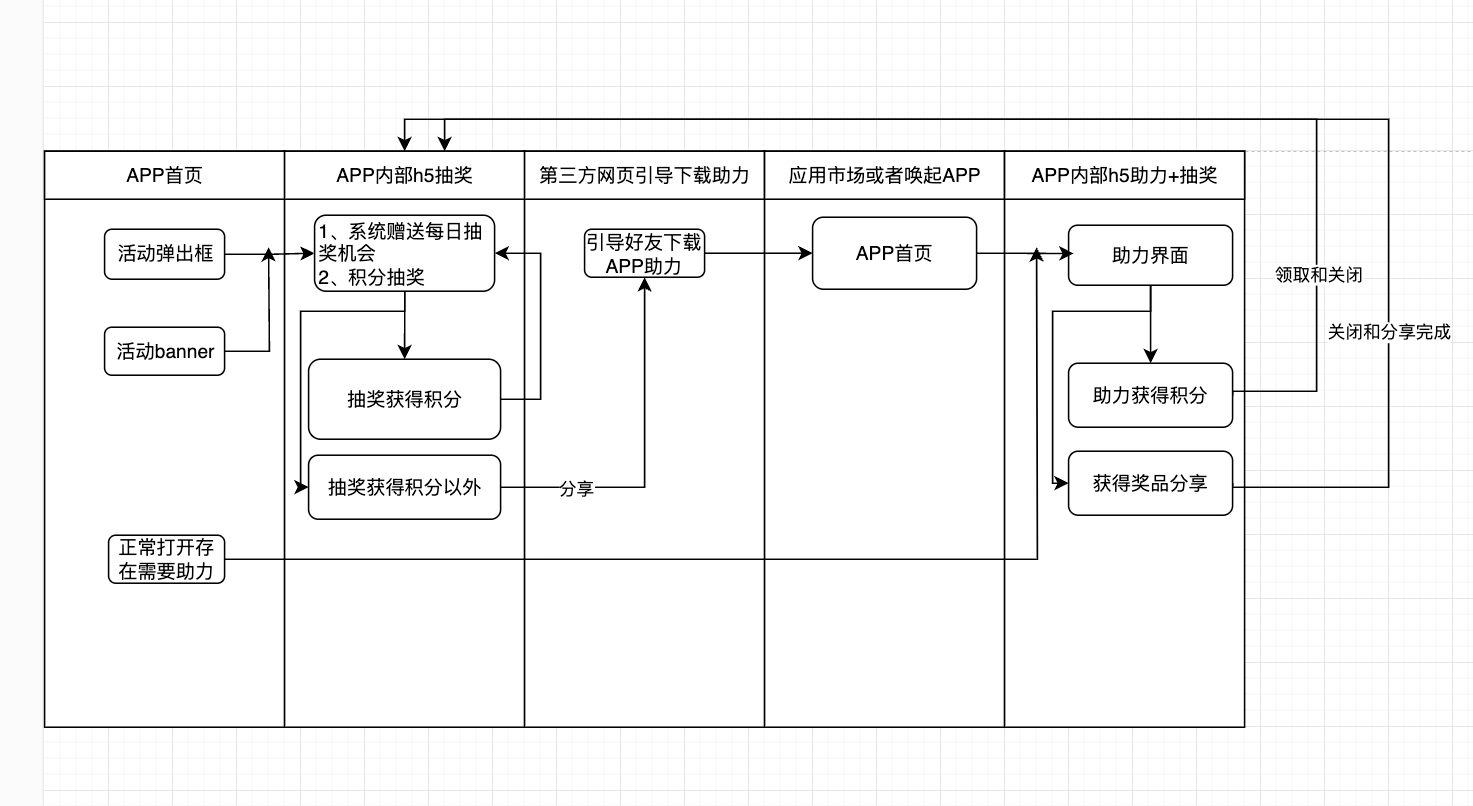 APP首页
APP内部h5抽奖
第三方网页引导下载助力
应用市场或者唤起APP
APP内部h5助力+抽奖
活动弹出框
1、系统赠送每日抽
奖机会
2、积分抽奖
引导好友下载
APP助力
APP首页
助力界面
领取和关闭
关闭和分享完成
活动banner
抽奖获得积分
助力获得积分
抽奖获得积分以外
分享
获得奖品分享
正常打开存
在需要助力